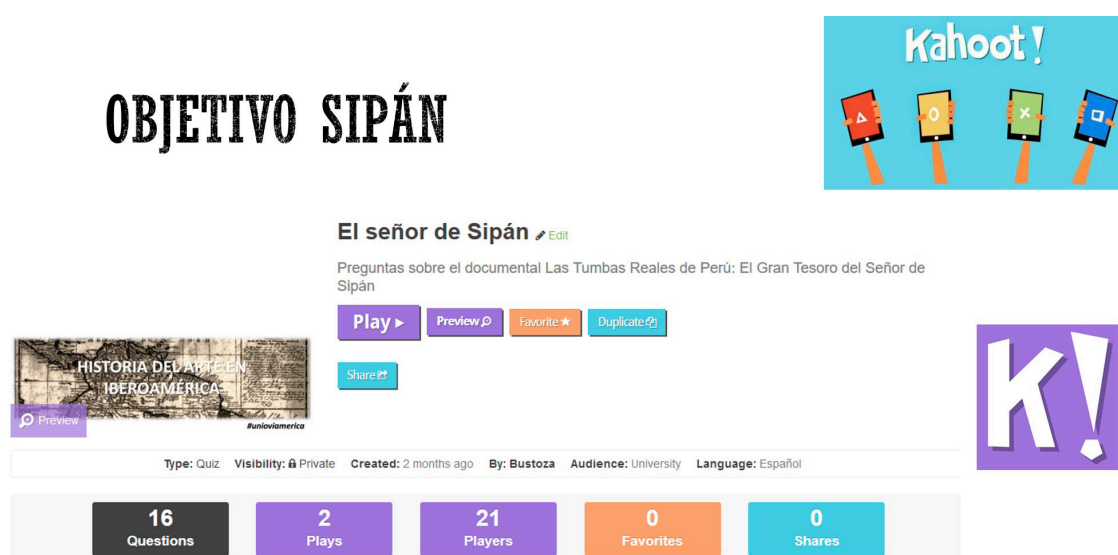 OBJETIVO SIPÁN
Kahoot!
El señor de Sipán Edit
Preguntas sobre el documental Las Tumbas Reales de Perú: El Gran Tesoro del Señor de
Sipán
Play Preview Favorite Duplicate
Share
HISTORIA DEL ARTE EN
IBEROAMÉRICA
Preview
#unioviamerica
K!
Type: Quiz Visibility: Private Created: 2 months ago By: Bustoza Audience: University Language: Español
16 2 21 0 0
Questions Plays Players Favorites Shares